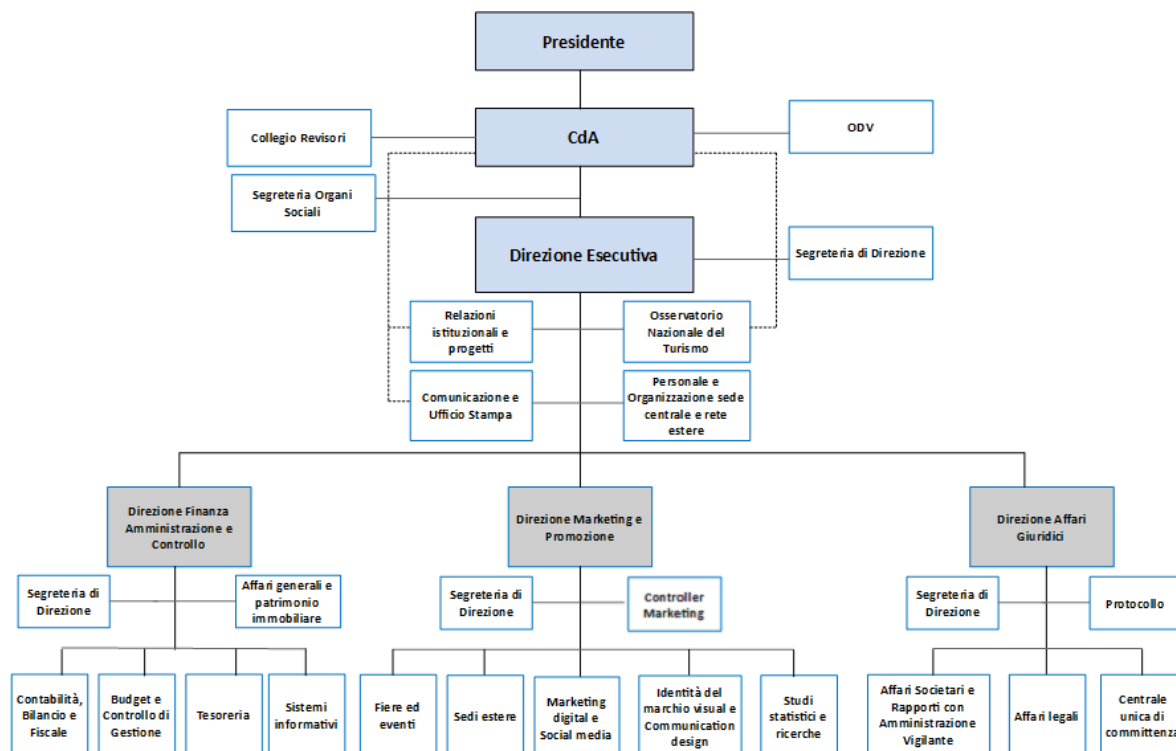 Presidente
CdA
Collegio Revisori
ODV
Segreteria Organi
Sociali
Direzione Esecutiva
Segreteria di Direzione
Relazioni
istituzionali e
progetti
Osservatorio
Nazionale del
Turismo
Comunicazione e
Ufficio Stampa
Personale e
Organizzazione sede
centrale e rete
estere
Direzione Finanza
Amministrazione e
Controllo
Direzione Marketing e
Promozione
Direzione Affari
Giuridici
Segreteria di
Direzione
Affari generali e
patrimonio
immobiliare
Segreteria di
Direzione
Controller
Marketing
Segreteria di
Direzione
Protocollo
Contabilità,
Bilancio e
Fiscale
Budget e
Controllo di
Gestione
Tesoreria
Sistemi
informativi
Fiere ed
eventi
Sedi estere
Marketing
digital e
Social media
Identità del
marchio visual e
Communication
design
Studi
statistici e
ricerche
Affari Societari e
Rapporti con
Amministrazione
Vigilante
Affari legali
Centrale
unica di
committenza